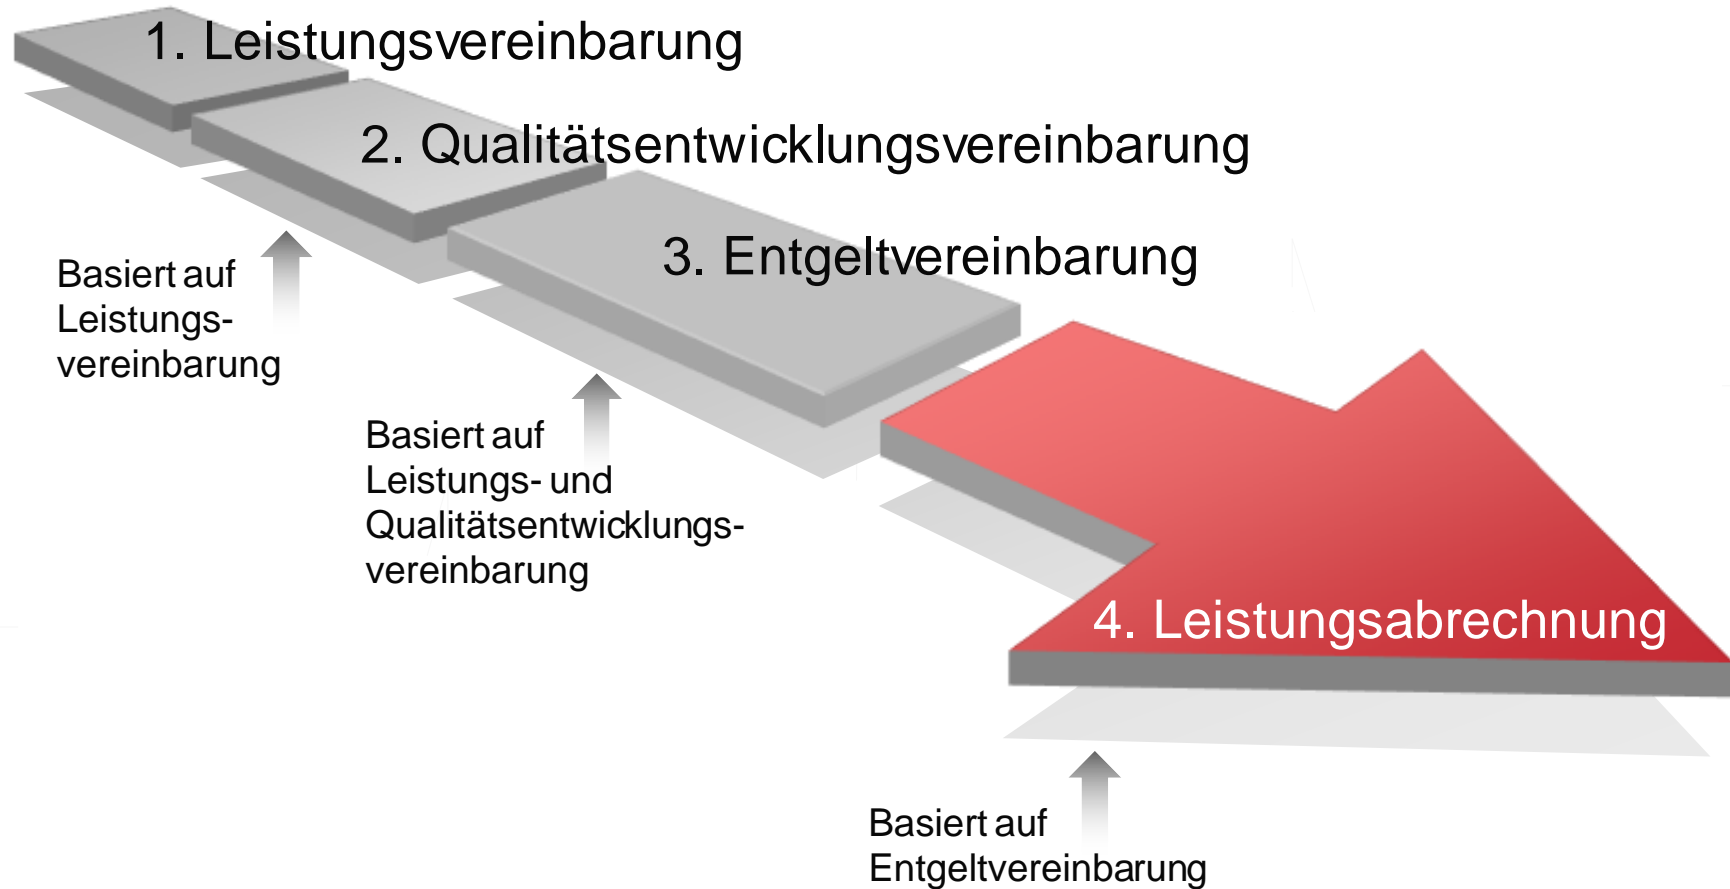 1. Leistungsvereinbarung
2. Qualitätsentwicklungsvereinbarung
3. Entgeltvereinbarung
Basiert auf
Leistungs-
vereinbarung
Basiert auf
Leistungs- und
Qualitätsentwicklungs-
vereinbarung
4. Leistungsabrechnung
Basiert auf
Entgeltvereinbarung